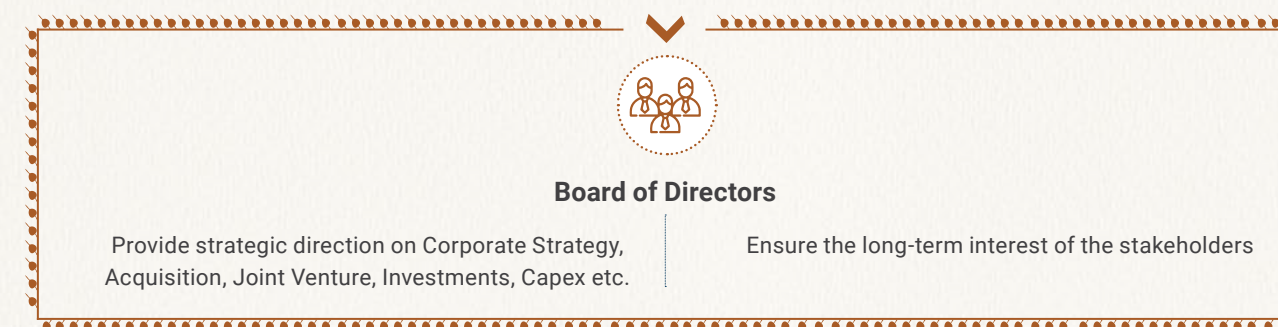 Board of Directors
Provide strategic direction on Corporate Strategy,
Acquisition, Joint Venture, Investments, Capex etc.
Ensure the long-term interest of the stakeholders